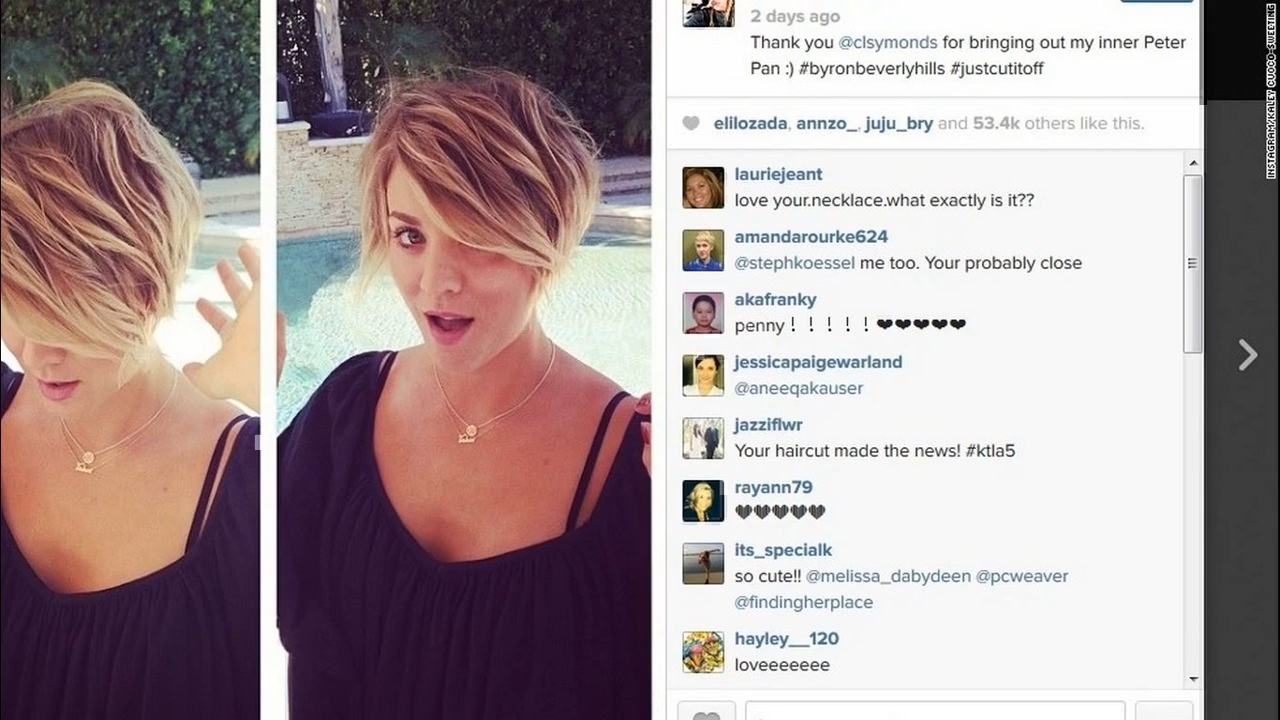 2 days ago
Thank you @clsymonds for bringing out my inner Peter
Pan :) #byronbeverlyhills #justcutitoff
elilozada, annzo_, juju_bry and 53.4k others like this.
lauriejeant
love your.necklace.what exactly is it??
amandarourke624
@stephkoessel me too. Your probably close
akafranky
penny！！！！！❤❤❤❤❤
jessicapaigewarland
@aneeqakauser
jazziflwr
Your haircut made the news! #ktla5
rayann79
💗💗💗💗💗
its_specialk
so cute!! @melissa_dabydeen @pcweaver
@findingherplace
hayley__120
loveeeeeee
INSTAGRAM/KALEY CUOCO-SWEETING